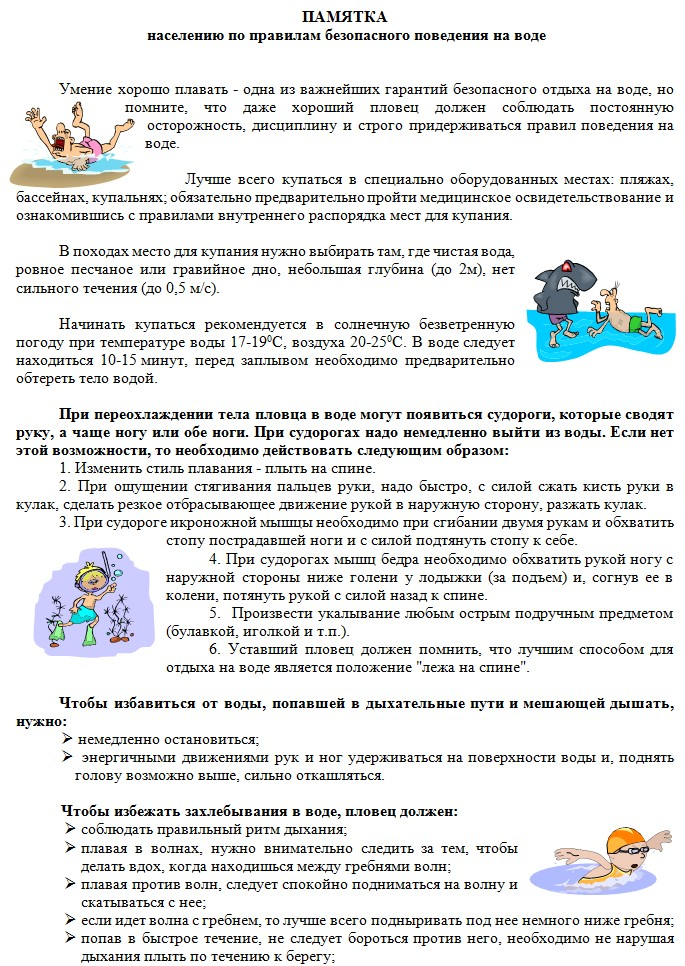 ПАМЯТКА
населению по правилам безопасного поведения на воде
Умение хорошо плавать - одна из важнейших гарантий безопасного отдыха на воде, но
помните, что даже хороший пловец должен соблюдать постоянную
осторожность, дисциплину и строго придерживаться правил поведения на
воде.
Лучше всего купаться в специально оборудованных местах: пляжах,
бассейнах, купальнях; обязательно предварительно пройти медицинское освидетельствование и
ознакомившись с правилами внутреннего распорядка мест для купания.
В походах место для купания нужно выбирать там, где чистая вода,
ровное песчаное или гравийное дно, небольшая глубина (до 2м), нет
сильного течения (до 0,5 м/с).
Начинать купаться рекомендуется в солнечную безветренную
погоду при температуре воды 17-19⁰С, воздуха 20-25⁰С. В воде следует
находиться 10-15 минут, перед заплывом необходимо предварительно
обтереть тело водой.
При переохлаждении тела пловца в воде могут появиться судороги, которые сводят
руку, а чаще ногу или обе ноги. При судорогах надо немедленно выйти из воды. Если нет
этой возможности, то необходимо действовать следующим образом:
1. Изменить стиль плавания - плыть на спине.
2. При ощущении стягивания пальцев руки, надо быстро, с силой сжать кисть руки в
кулак, сделать резкое отбрасывающее движение рукой в наружную сторону, разжать кулак.
3. При судороге икроножной мышцы необходимо при сгибании двумя рукам и обхватить
стопу пострадавшей ноги и с силой подтянуть стопу к себе.
4. При судорогах мышц бедра необходимо обхватить рукой ногу с
наружной стороны ниже голени у лодыжки (за подъем) и, согнув ее в
колени, потянуть рукой с силой назад к спине.
5. Произвести укалывание любым острым подручным предметом
(булавкой, иголкой и т.п.).
6. Уставший пловец должен помнить, что лучшим способом для
отдыха на воде является положение "лежа на спине".
Чтобы избавиться от воды, попавшей в дыхательные пути и мешающей дышать,
нужно:
➢ немедленно остановиться;
➢ энергичными движениями рук и ног удерживаться на поверхности воды и, поднять
голову возможно выше, сильно откашляться.
Чтобы избежать захлебывания в воде, пловец должен:
➢ соблюдать правильный ритм дыхания;
➢ плавая в волнах, нужно внимательно следить за тем, чтобы
делать вдох, когда находишься между гребнями волн;
➢ плавая против волн, следует спокойно подниматься на волну и
скатываться с нее;
➢ если идет волна с гребнем, то лучше всего подныривать под нее немного ниже гребня;
➢ попав в быстрое течение, не следует бороться против него, необходимо не нарушая
дыхания плыть по течению к берегу;